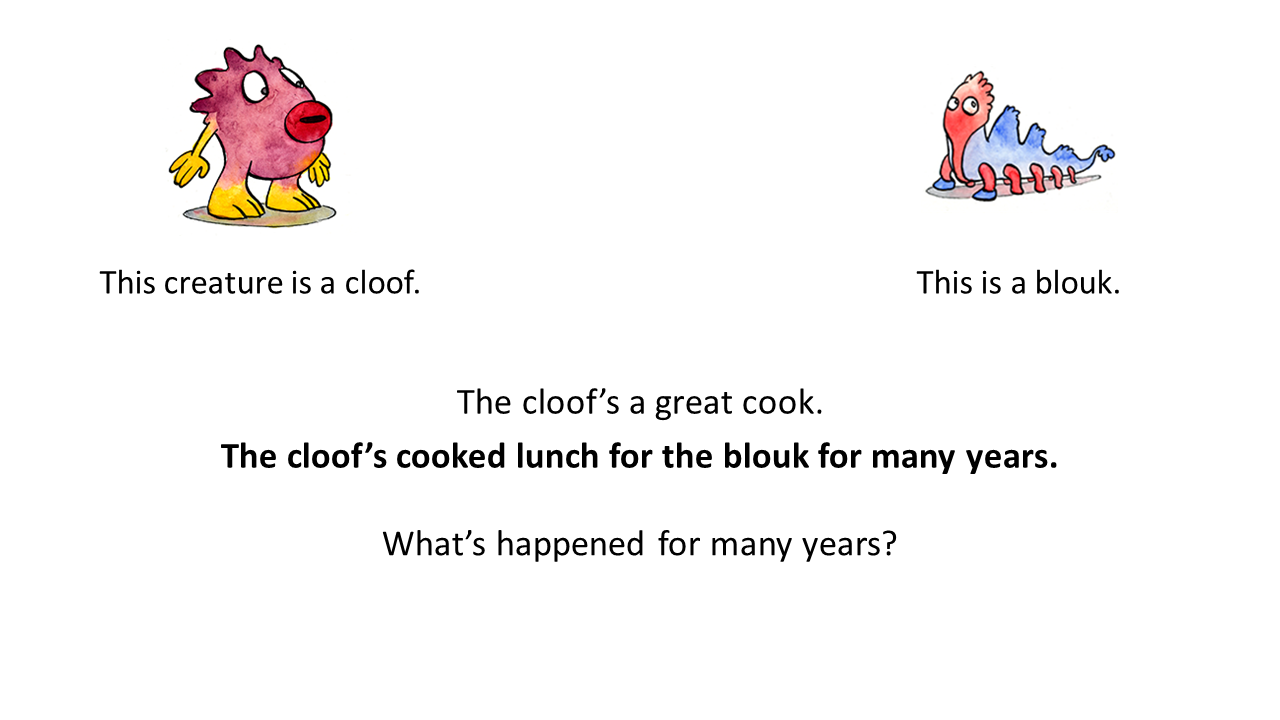 This creature is a cloof.
This is a blouk.
The cloof’s a great cook.
The cloof’s cooked lunch for the blouk for many years.
What’s happened for many years?